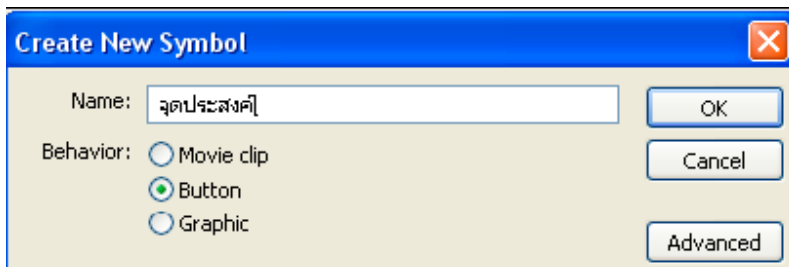 Create New Symbol
Name: จุดประสงค์
OK
Behavior: Movie clip
Cancel
Button
Graphic
Advanced